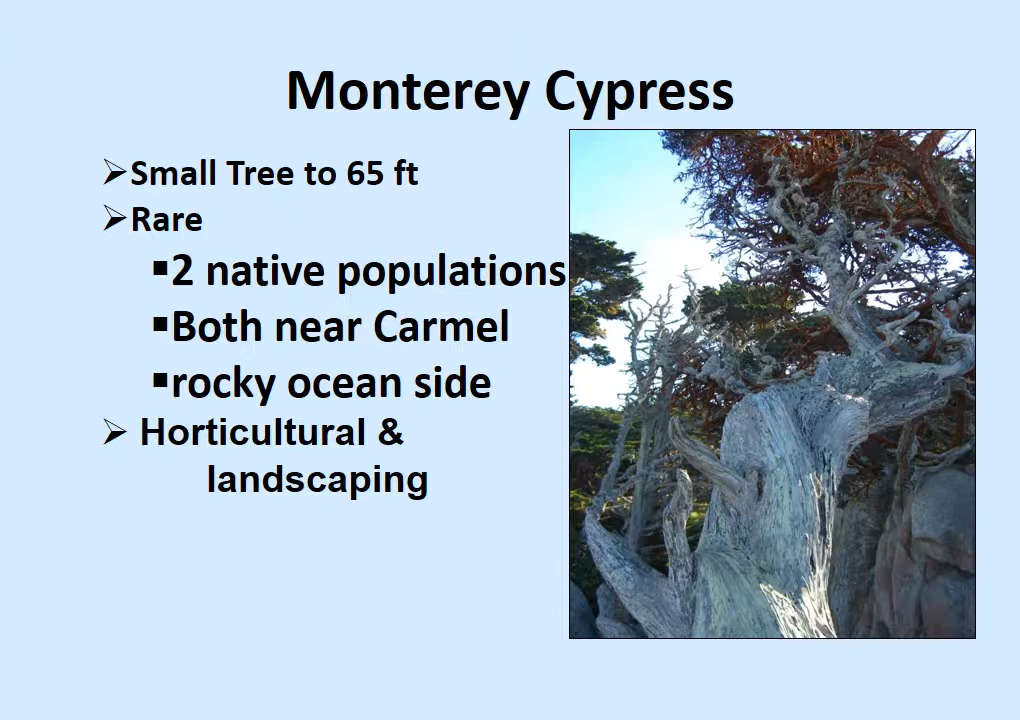 Monterey Cypress
➢Small Tree to 65 ft
➢Rare
▪2 native populations
▪Both near Carmel
▪rocky ocean side
➢ Horticultural &
landscaping